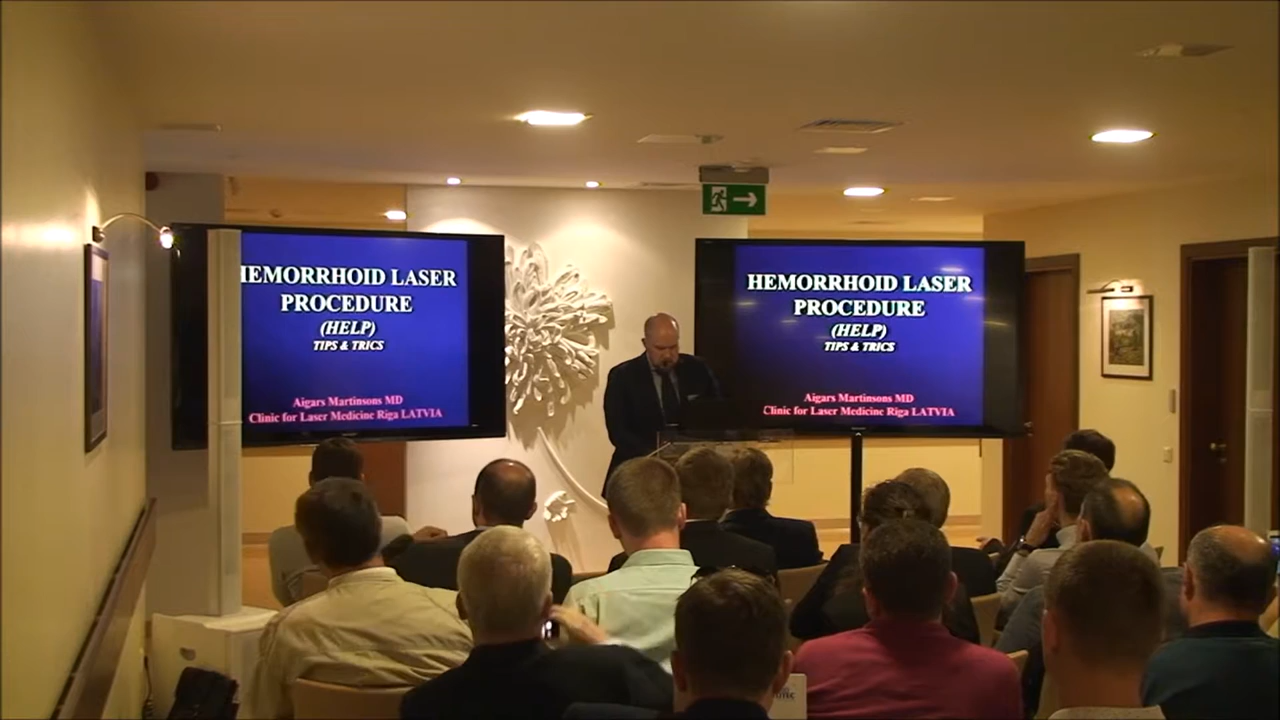 HEMORRHOID LASER
PROCEDURE
(HELP)
TIPS & TRICS
Aigars Martinsons MD
Clinic for Laser Medicine Riga LATVIA
HEMORRHOID LASER
PROCEDURE
(HELP)
TIPS & TRICS
Aigars Martinsons MD
Clinic for Laser Medicine Riga LATVIA